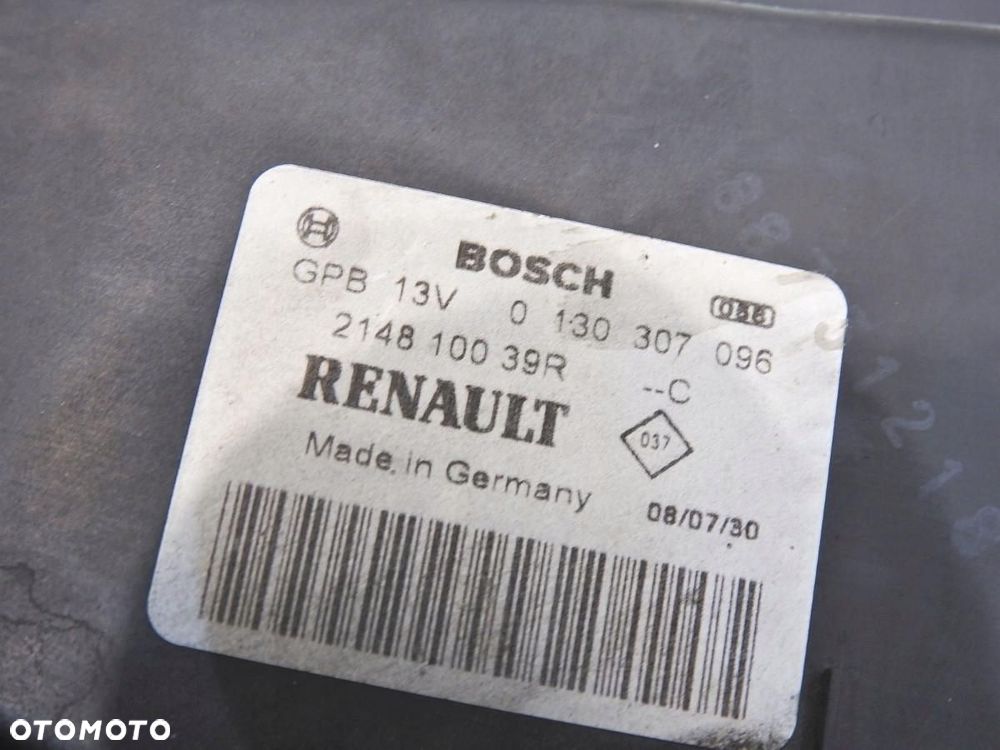 BOSCH
GPB 13V 0 130 307 096
2148 100 39R --C
RENAULT
037
Made in Germany
08/07/30
OTOMOTO